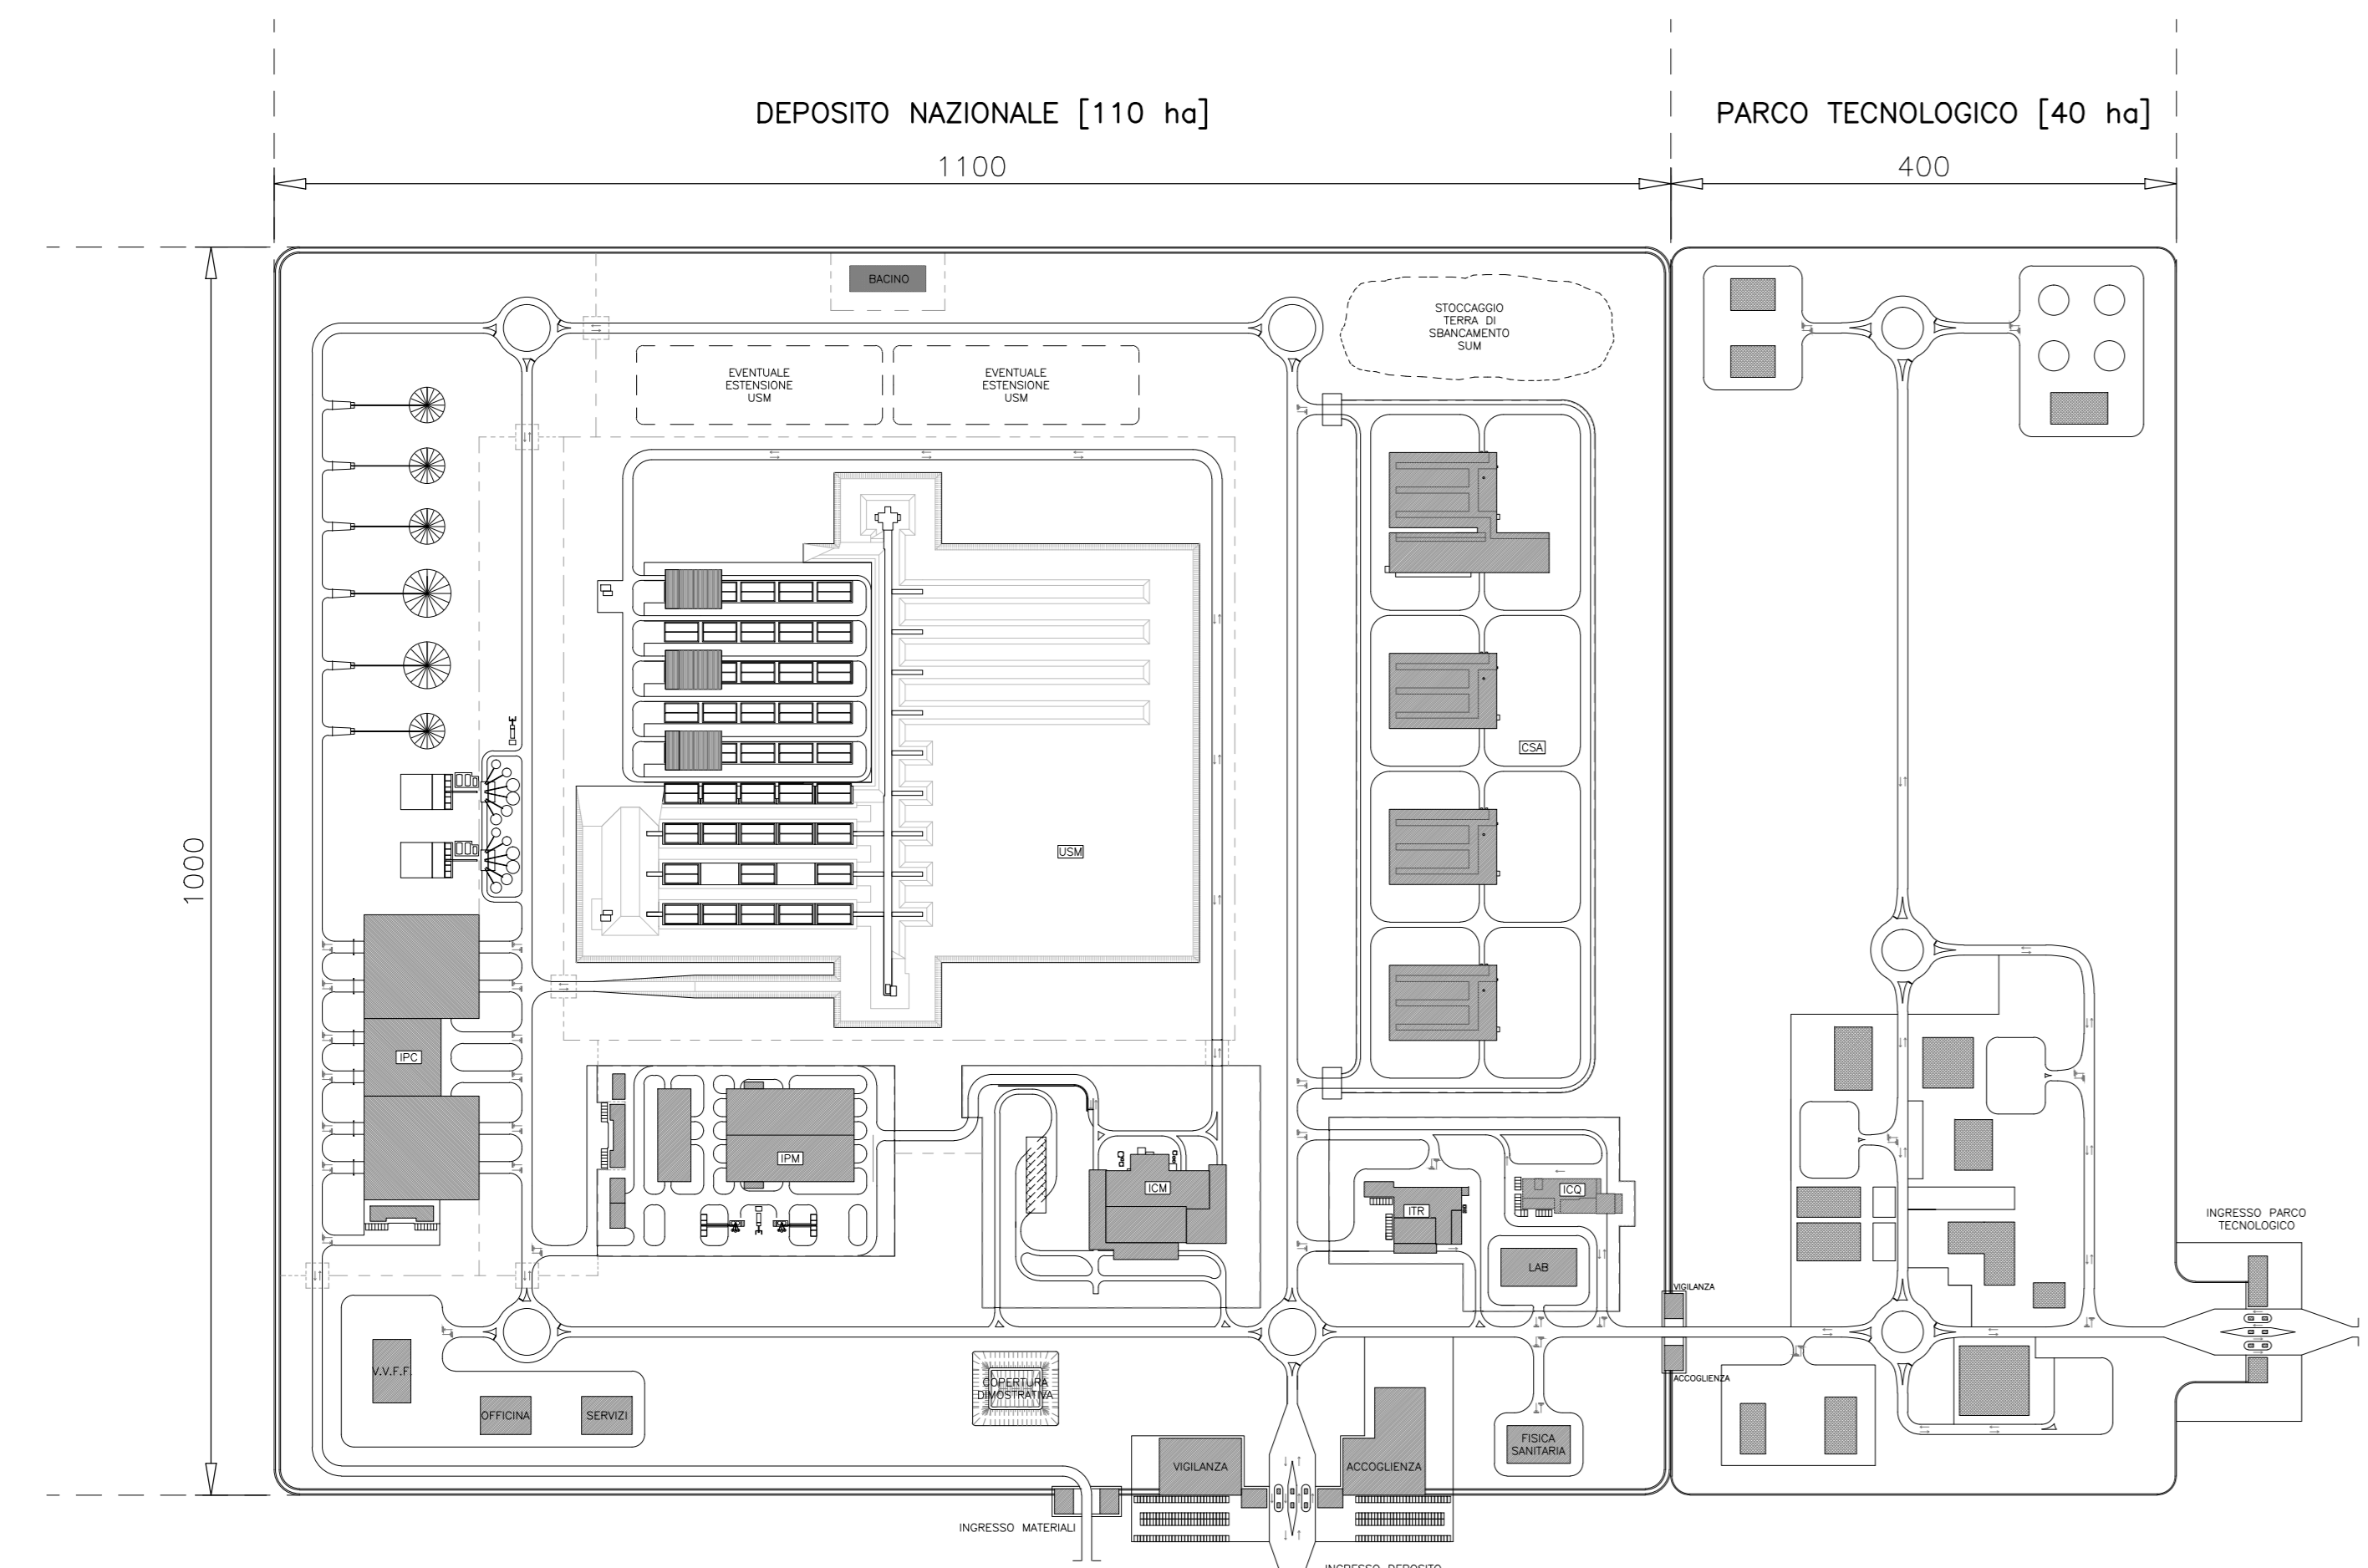 DEPOSITO NAZIONALE [110 ha]
PARCO TECNOLOGICO [40 ha]
1100
400
BACINO
STOCCAGGIO
TERRA DI
SBANCAMENTO
SUM
EVENTUALE
ESTENSIONE
USM
EVENTUALE
ESTENSIONE
USM
CSA
USM
1000
IPC
IPM
ICM
ITR
ICQ
LAB
INGRESSO PARCO
TECNOLOGICO
VIGILANZA
ACCOGLIENZA
V.V.F.F.
OFFICINA
SERVIZI
COPERTURA
DIMOSTRATIVA
FISICA
SANITARIA
VIGILANZA
ACCOGLIENZA
INGRESSO MATERIALI
INGRESSO DEPOSITO